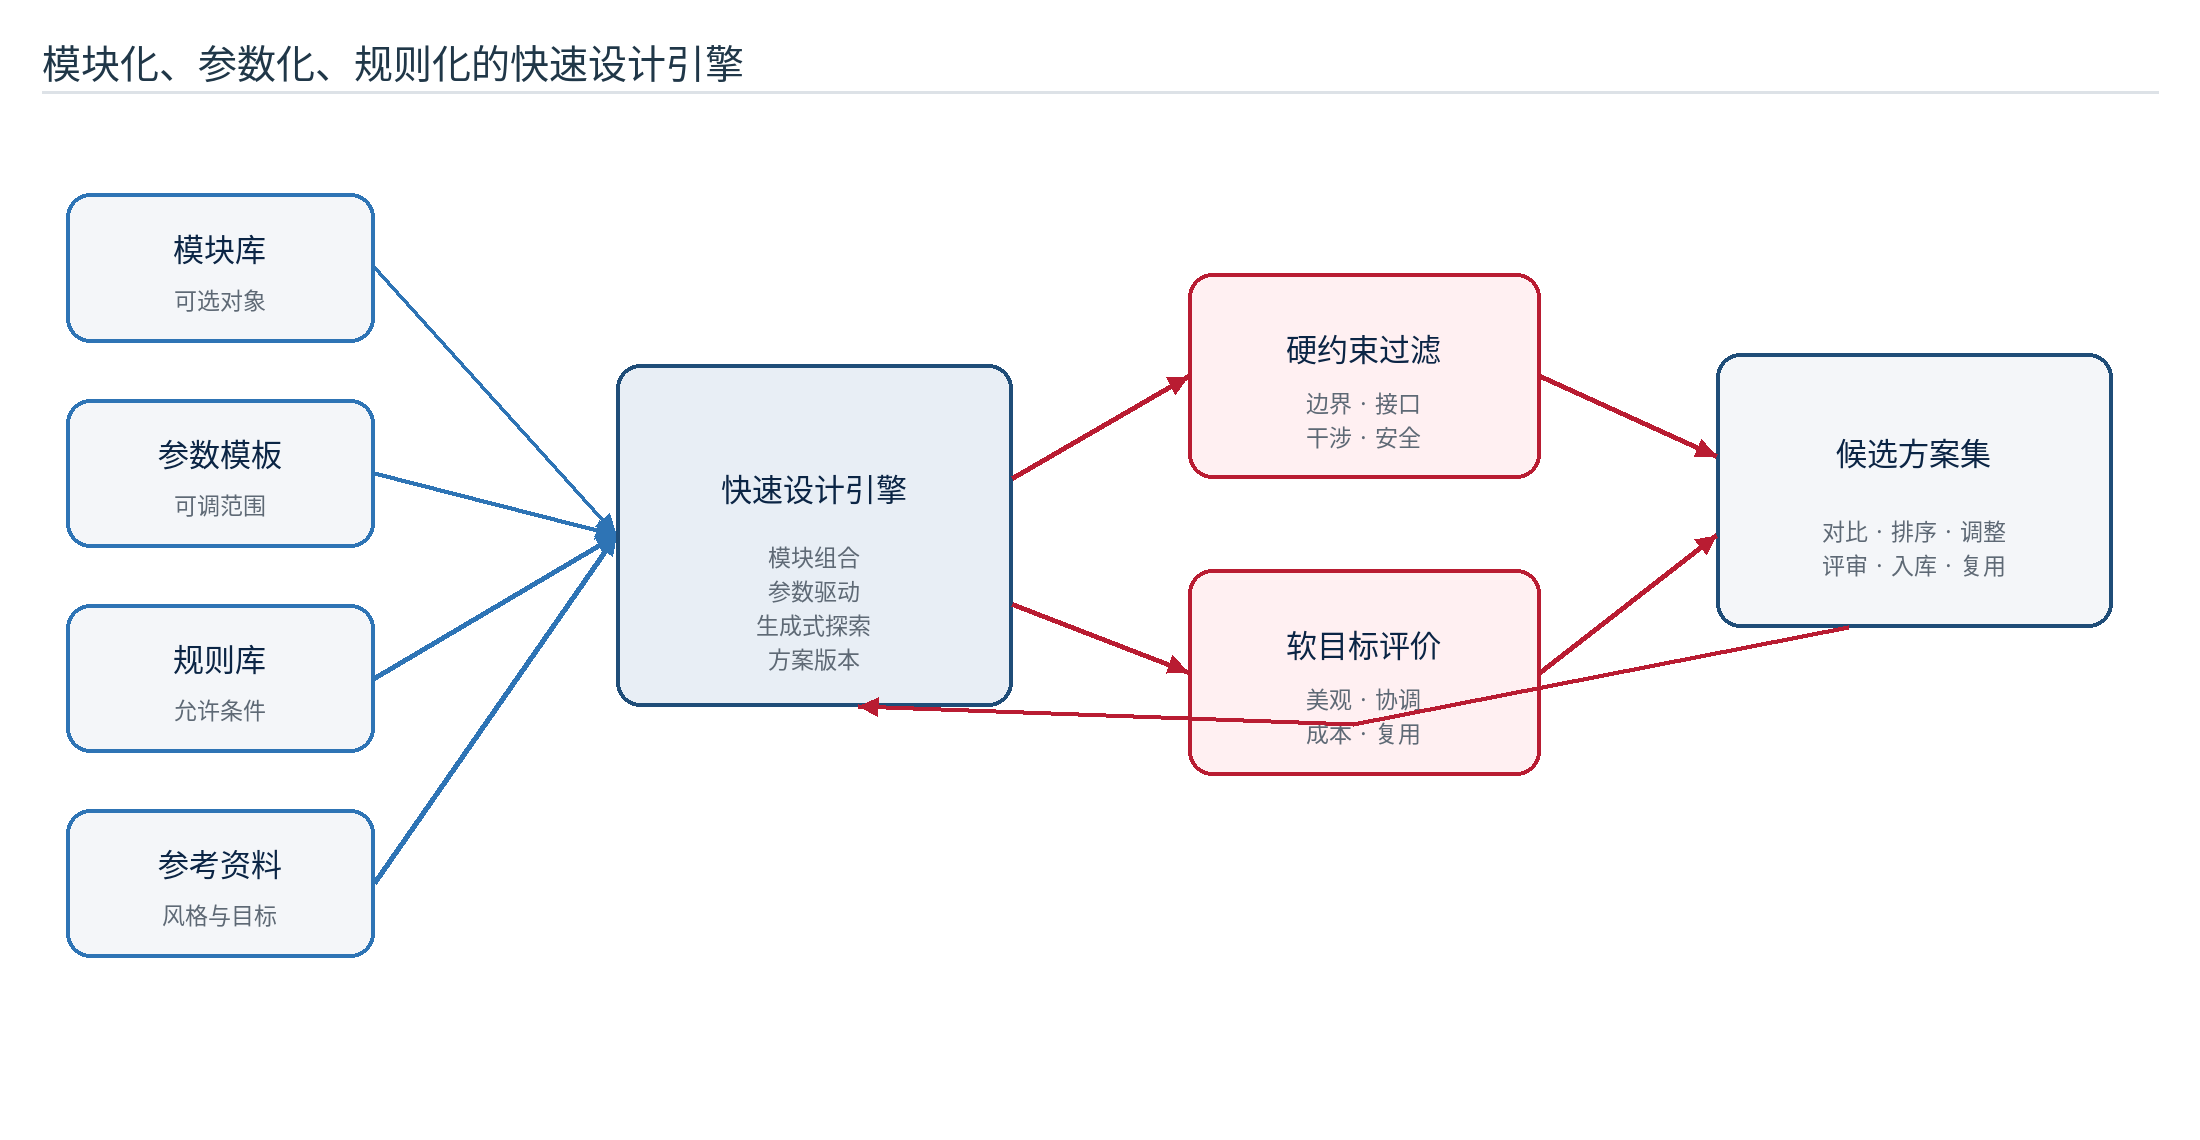 模块化、参数化、规则化的快速设计引擎
模块库
可选对象
参数模板
可调范围
规则库
允许条件
参考资料
风格与目标
快速设计引擎
模块组合
参数驱动
生成式探索
方案版本
硬约束过滤
边界 · 接口
干涉 · 安全
软目标评价
美观 · 协调
成本 · 复用
候选方案集
对比 · 排序 · 调整
评审 · 入库 · 复用